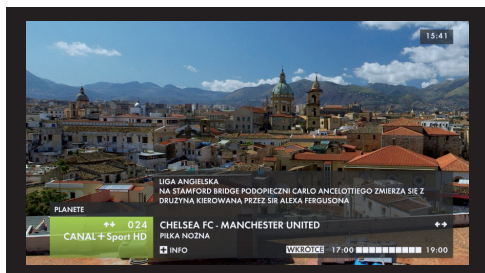 15:41
LIGA ANGIELSKA
NA STAMFORD BRIDGE PODOPIECZNI CARLO ANCELOTTIEGO ZMIERZA SIĘ Z
DRUŻYNĄ KIEROWANĄ PRZEZ SIR ALEXA FERGUSONA
PLANETE
024
CANAL+ Sport HD
CHELSEA FC - MANCHESTER UNITED
PIŁKA NOŻNA
INFO
WKRÓTCE 17:00 19:00